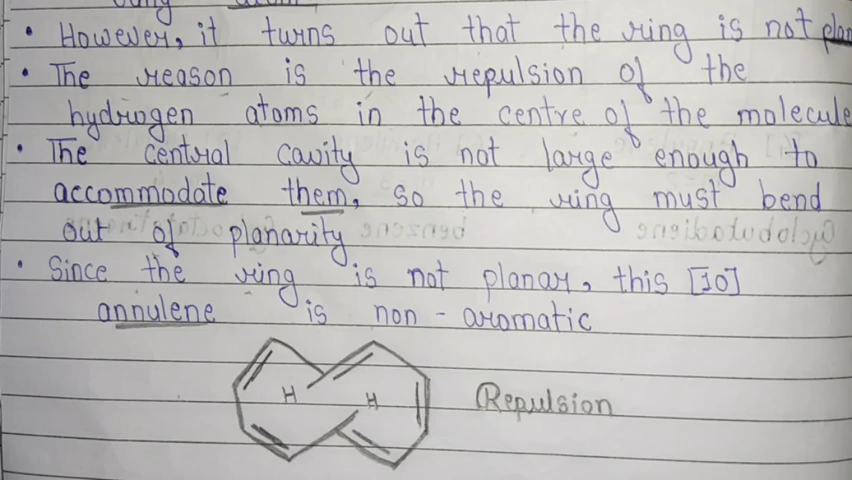 • However, it turns out that the ring is not plan
• The reason is the repulsion of the
hydrogen atoms in the centre of the molecule
• The central cavity is not large enough to
accommodate them, so the ring must bend
out of planarity
• Since the ring is not planar, this [10]
annulene is non-aromatic
H H Repulsion